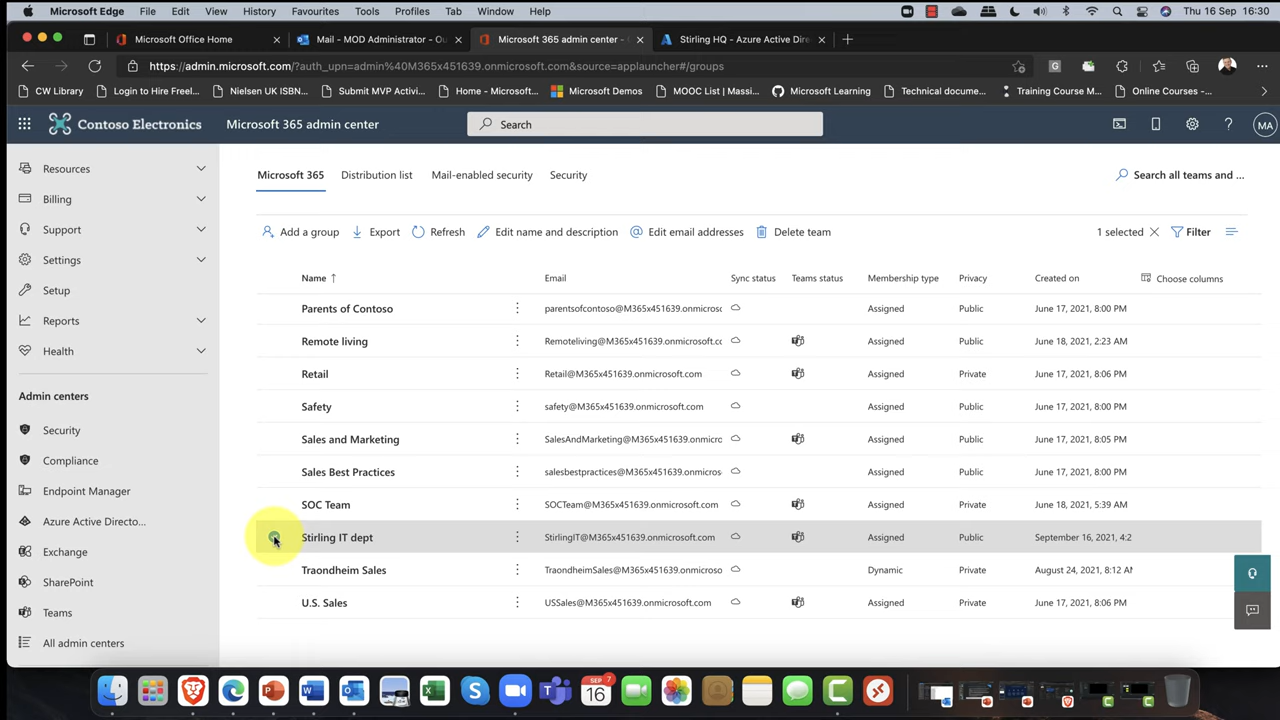 Microsoft Edge File Edit View History Favourites Tools Profiles Tab Window Help Thu 16 Sep 16:30
Microsoft Office Home Mail - MOD Administrator - Ou Microsoft 365 admin center - Stirling HQ - Azure Active Dire
https://admin.microsoft.com/?auth_upn=admin%40M365x451639.onmicrosoft.com&source=applauncher#/groups
CW Library Login to Hire Freel... Nielsen UK ISBN... Submit MVP Activi... Home - Microsoft... Microsoft Demos MOOC List | Massi... Microsoft Learning Technical docume... Training Course M... Online Courses -...
Contoso Electronics Microsoft 365 admin center Search MA
Resources
Billing
Support
Settings
Setup
Reports
Health
Admin centers
Security
Compliance
Endpoint Manager
Azure Active Directo...
Exchange
SharePoint
Teams
All admin centers
Microsoft 365 Distribution list Mail-enabled security Security Search all teams and ...
Add a group Export Refresh Edit name and description Edit email addresses Delete team 1 selected Filter
Name ↑ Email Sync status Teams status Membership type Privacy Created on Choose columns
Parents of Contoso parentsofcontoso@M365x451639.onmicrosc Assigned Public June 17, 2021, 8:00 PM
Remote living Remoteliving@M365x451639.onmicrosoft.cc Assigned Public June 18, 2021, 2:23 AM
Retail Retail@M365x451639.onmicrosoft.com Assigned Private June 17, 2021, 8:06 PM
Safety safety@M365x451639.onmicrosoft.com Assigned Public June 17, 2021, 8:00 PM
Sales and Marketing SalesAndMarketing@M365x451639.onmicro Assigned Public June 17, 2021, 8:05 PM
Sales Best Practices salesbestpractices@M365x451639.onmicros Assigned Public June 17, 2021, 8:00 PM
SOC Team SOCTeam@M365x451639.onmicrosoft.com Assigned Private June 18, 2021, 5:39 AM
Stirling IT dept StirlingIT@M365x451639.onmicrosoft.com Assigned Public September 16, 2021, 4:2
Traondheim Sales TraondheimSales@M365x451639.onmicroso Dynamic Private August 24, 2021, 8:12 AM
U.S. Sales USSales@M365x451639.onmicrosoft.com Assigned Private June 17, 2021, 8:06 PM
SEP 7
16